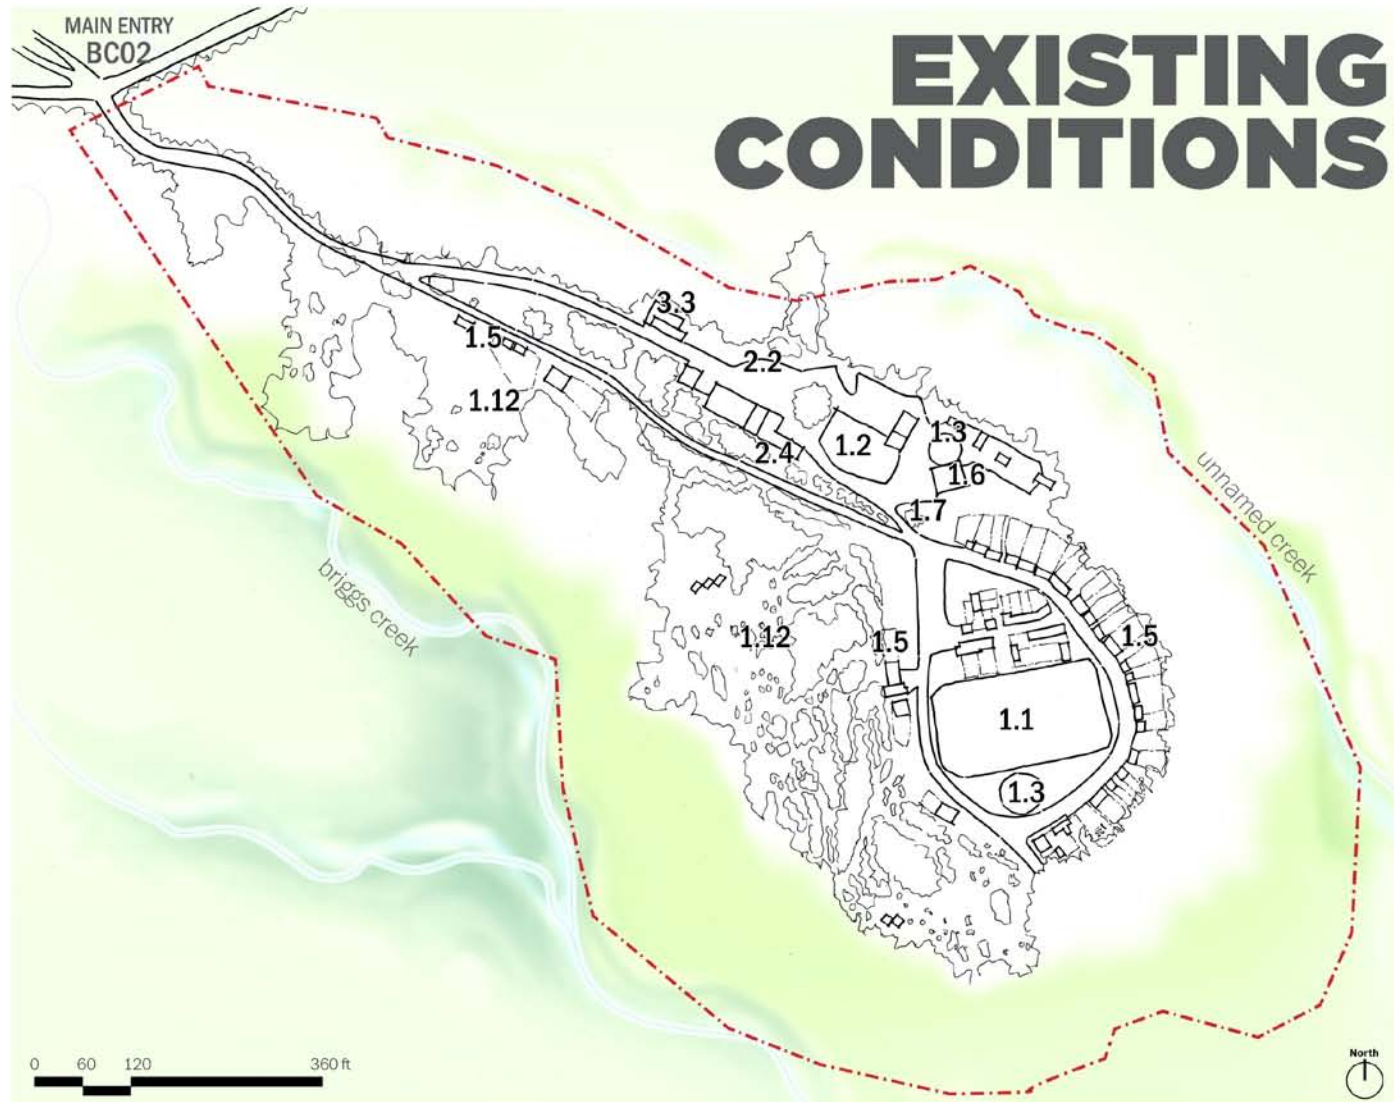 MAIN ENTRY
BC02
EXISTING
CONDITIONS
3.3
1.5
2.2
1.12
1.3
1.2
2.4
1.6
1.7
unnamed creek
briggs creek
1.12
1.5
1.5
1.1
1.3
0 60 120 360 ft
North